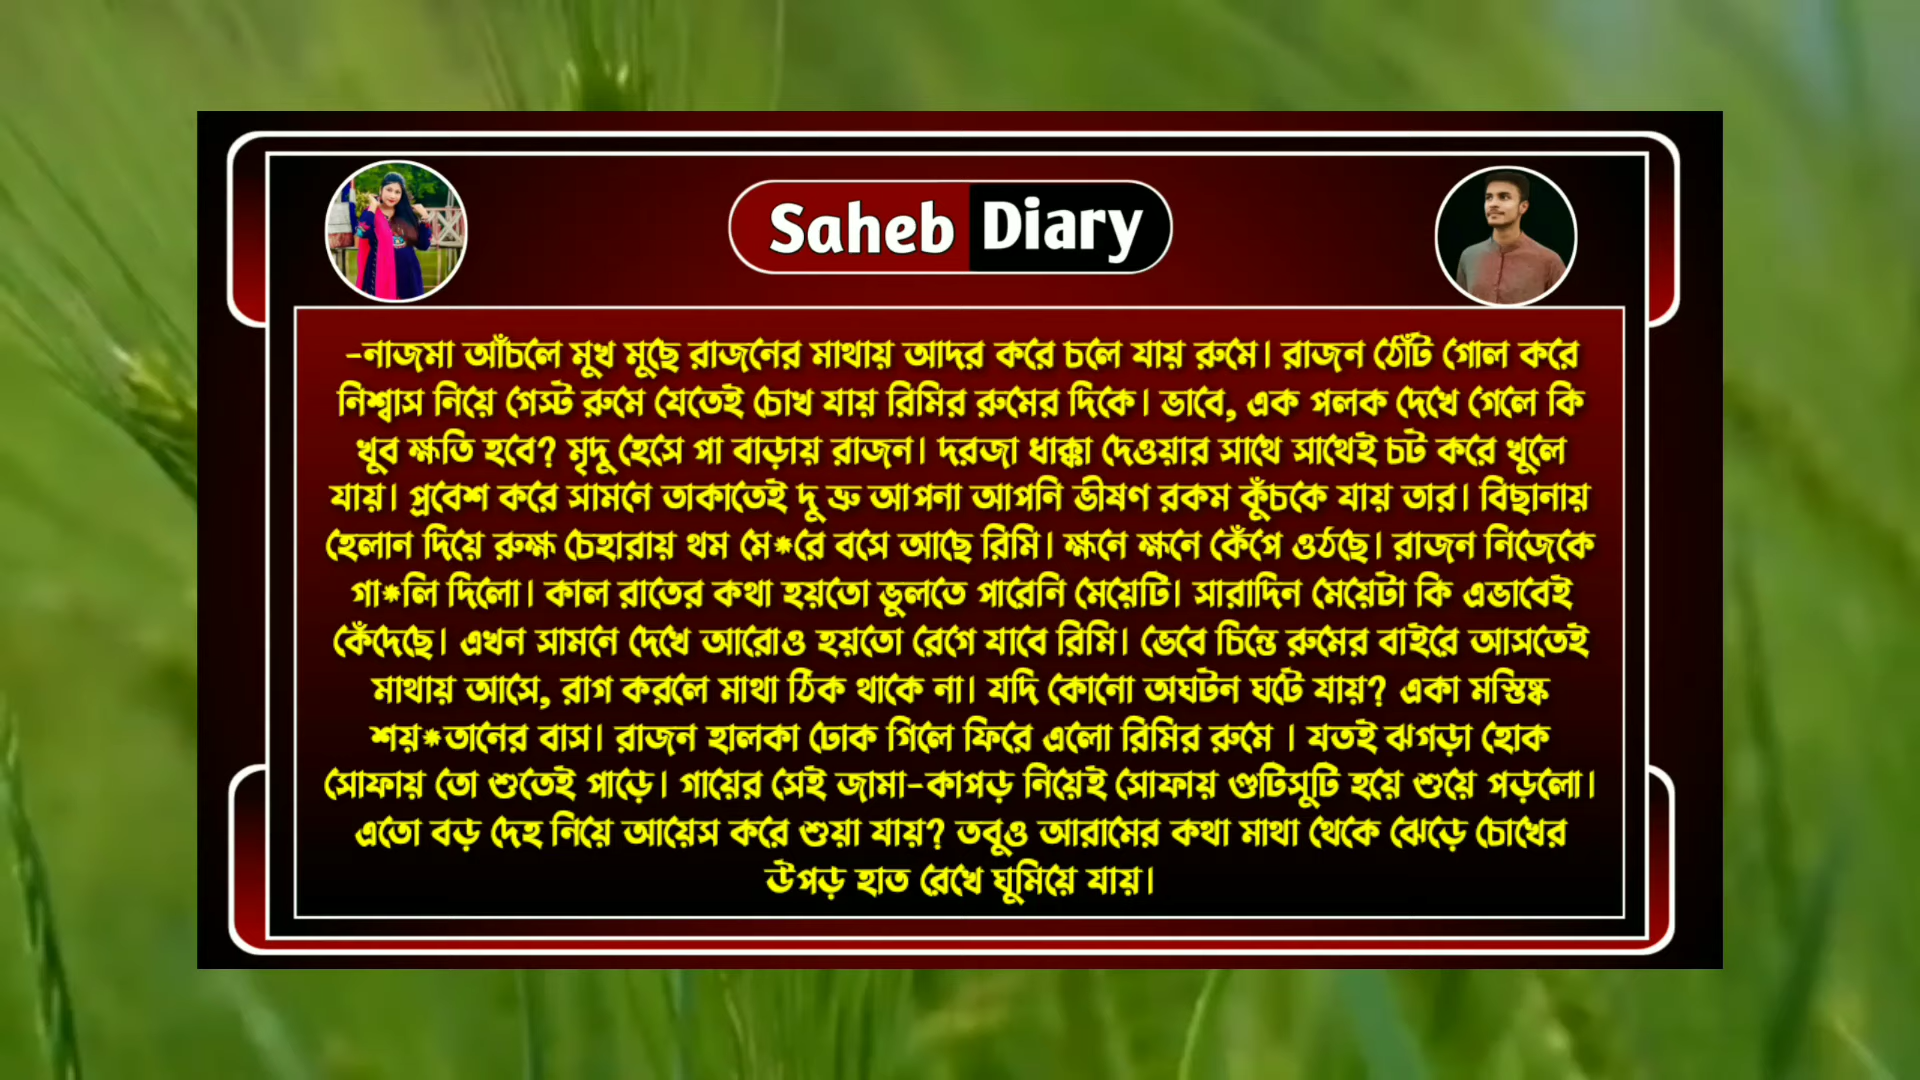 Saheb Diary
-নাজমা আঁচলে মুখ মুছে রাজনের মাথায় আদর করে চলে যায় রুমে। রাজন ঠোঁট গোল করে
নিশ্বাস নিয়ে গেস্ট রুমে যেতেই চোখ যায় রিমির রুমের দিকে। ভাবে, এক পলক দেখে গেলে কি
খুব ক্ষতি হবে? মৃদু হেসে পা বাড়ায় রাজন। দরজা ধাক্কা দেওয়ার সাথে সাথেই চট করে খুলে
যায়। প্রবেশ করে সামনে তাকাতেই দু ভ্রু আপনা আপনি ভীষণ রকম কুঁচকে যায় তার। বিছানায়
হেলান দিয়ে রুক্ষ চেহারায় থম মে*রে বসে আছে রিমি। ক্ষনে ক্ষনে কেঁপে ওঠছে। রাজন নিজেকে
গা*লি দিলো। কাল রাতের কথা হয়তো ভুলতে পারেনি মেয়েটি। সারাদিন মেয়েটা কি এভাবেই
কেঁদেছে। এখন সামনে দেখে আরোও হয়তো রেগে যাবে রিমি। ভেবে চিন্তে রুমের বাইরে আসতেই
মাথায় আসে, রাগ করলে মাথা ঠিক থাকে না। যদি কোনো অঘটন ঘটে যায়? একা মস্তিষ্ক
শয়*তানের বাস। রাজন হালকা ঢোক গিলে ফিরে এলো রিমির রুমে । যতই ঝগড়া হোক
সোফায় তো শুতেই পাড়ে। গায়ের সেই জামা-কাপড় নিয়েই সোফায় গুটিসুটি হয়ে শুয়ে পড়লো।
এতো বড় দেহ নিয়ে আয়েস করে শুয়া যায়? তবুও আরামের কথা মাথা থেকে ঝেড়ে চোখের
উপড় হাত রেখে ঘুমিয়ে যায়।